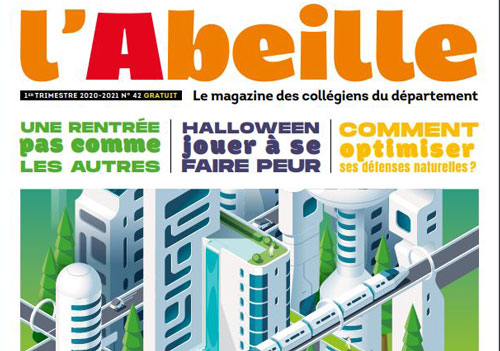 l'Abeille
1ER TRIMESTRE 2020-2021 N° 42 GRATUIT
Le magazine des collégiens du département
UNE RENTRÉE
pas comme
LES AUTRES
HALLOWEEN
jouer à se
FAIRE PEUR
COMMENT
optimiser
ses défenses naturelles ?